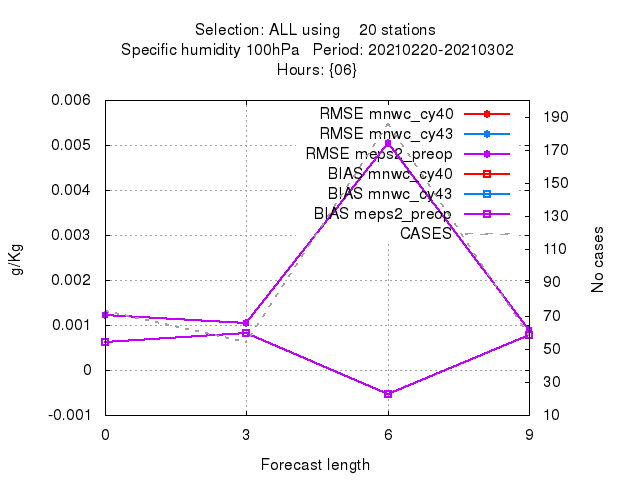 Selection: ALL using 20 stations
Specific humidity 100hPa Period: 20210220-20210302
Hours: {06}
0.006
0.005
0.004
0.003
0.002
0.001
0
-0.001
g/Kg
RMSE mnwc_cy40
RMSE mnwc_cy43
RMSE meps2_preop
BIAS mnwc_cy40
BIAS mnwc_cy43
BIAS meps2_preop
CASES
190
170
150
130
110
90
70
50
30
10
No cases
0 3 6 9
Forecast length